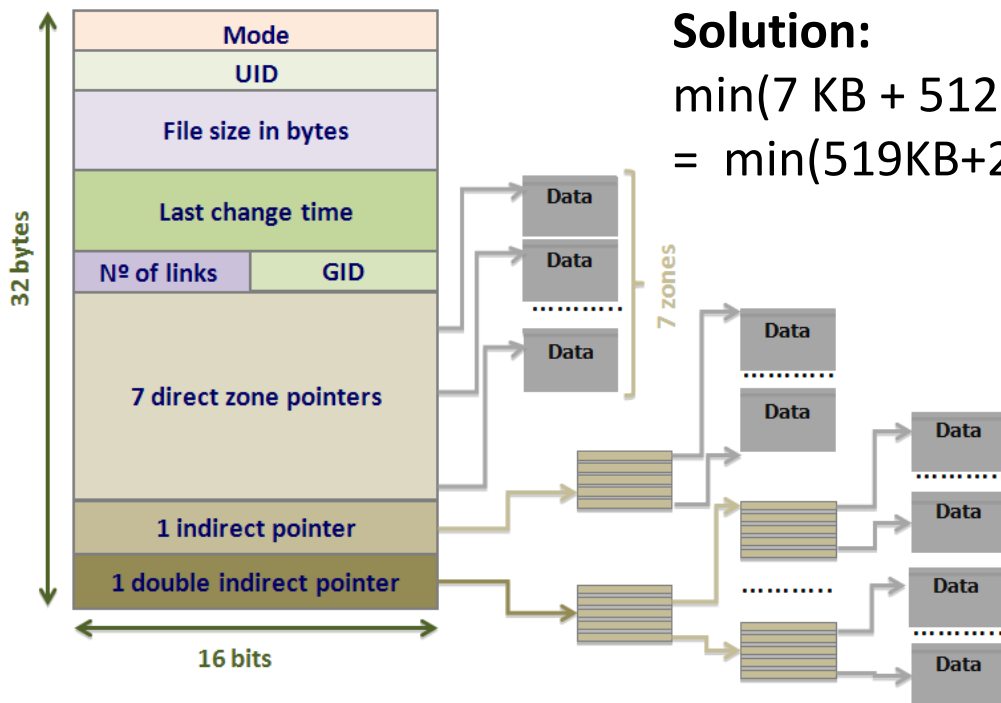 Solution:
min(7 KB + 512
= min(519KB+2
Mode
UID
File size in bytes
Last change time
Nº of links
GID
7 direct zone pointers
1 indirect pointer
1 double indirect pointer
32 bytes
16 bits
Data
Data
............
Data
7 zones
Data
............
Data
Data
............
Data
............
Data
............
Data